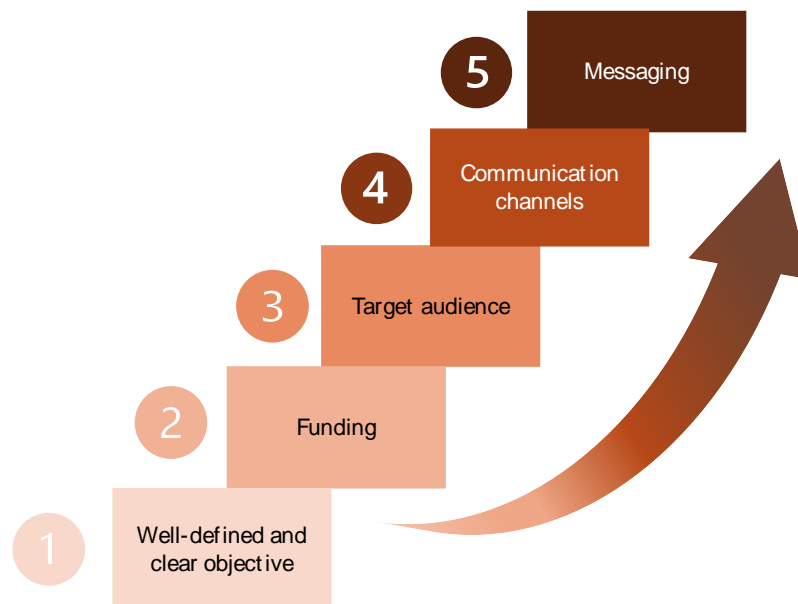 5
Messaging
4
Communication
channels
3
Target audience
2
Funding
1
Well-defined and
clear objective